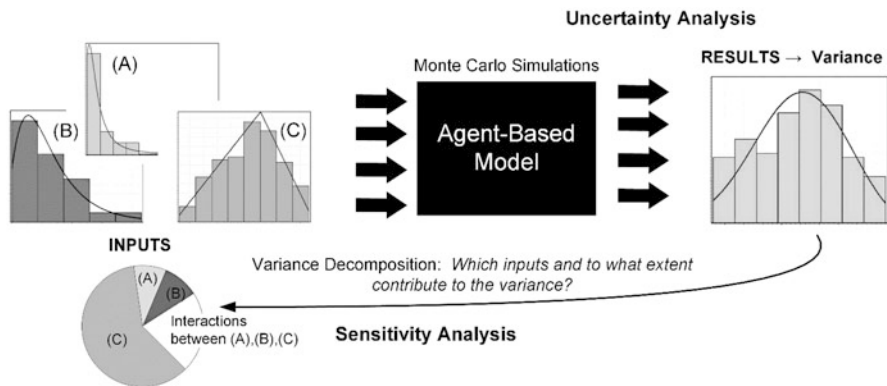 Uncertainty Analysis
(A)
(B)
(C)
Monte Carlo Simulations
RESULTS → Variance
Agent-Based
Model
INPUTS
Variance Decomposition: Which inputs and to what extent
contribute to the variance?
(A)
(B)
(C)
Interactions
between (A),(B),(C)
Sensitivity Analysis